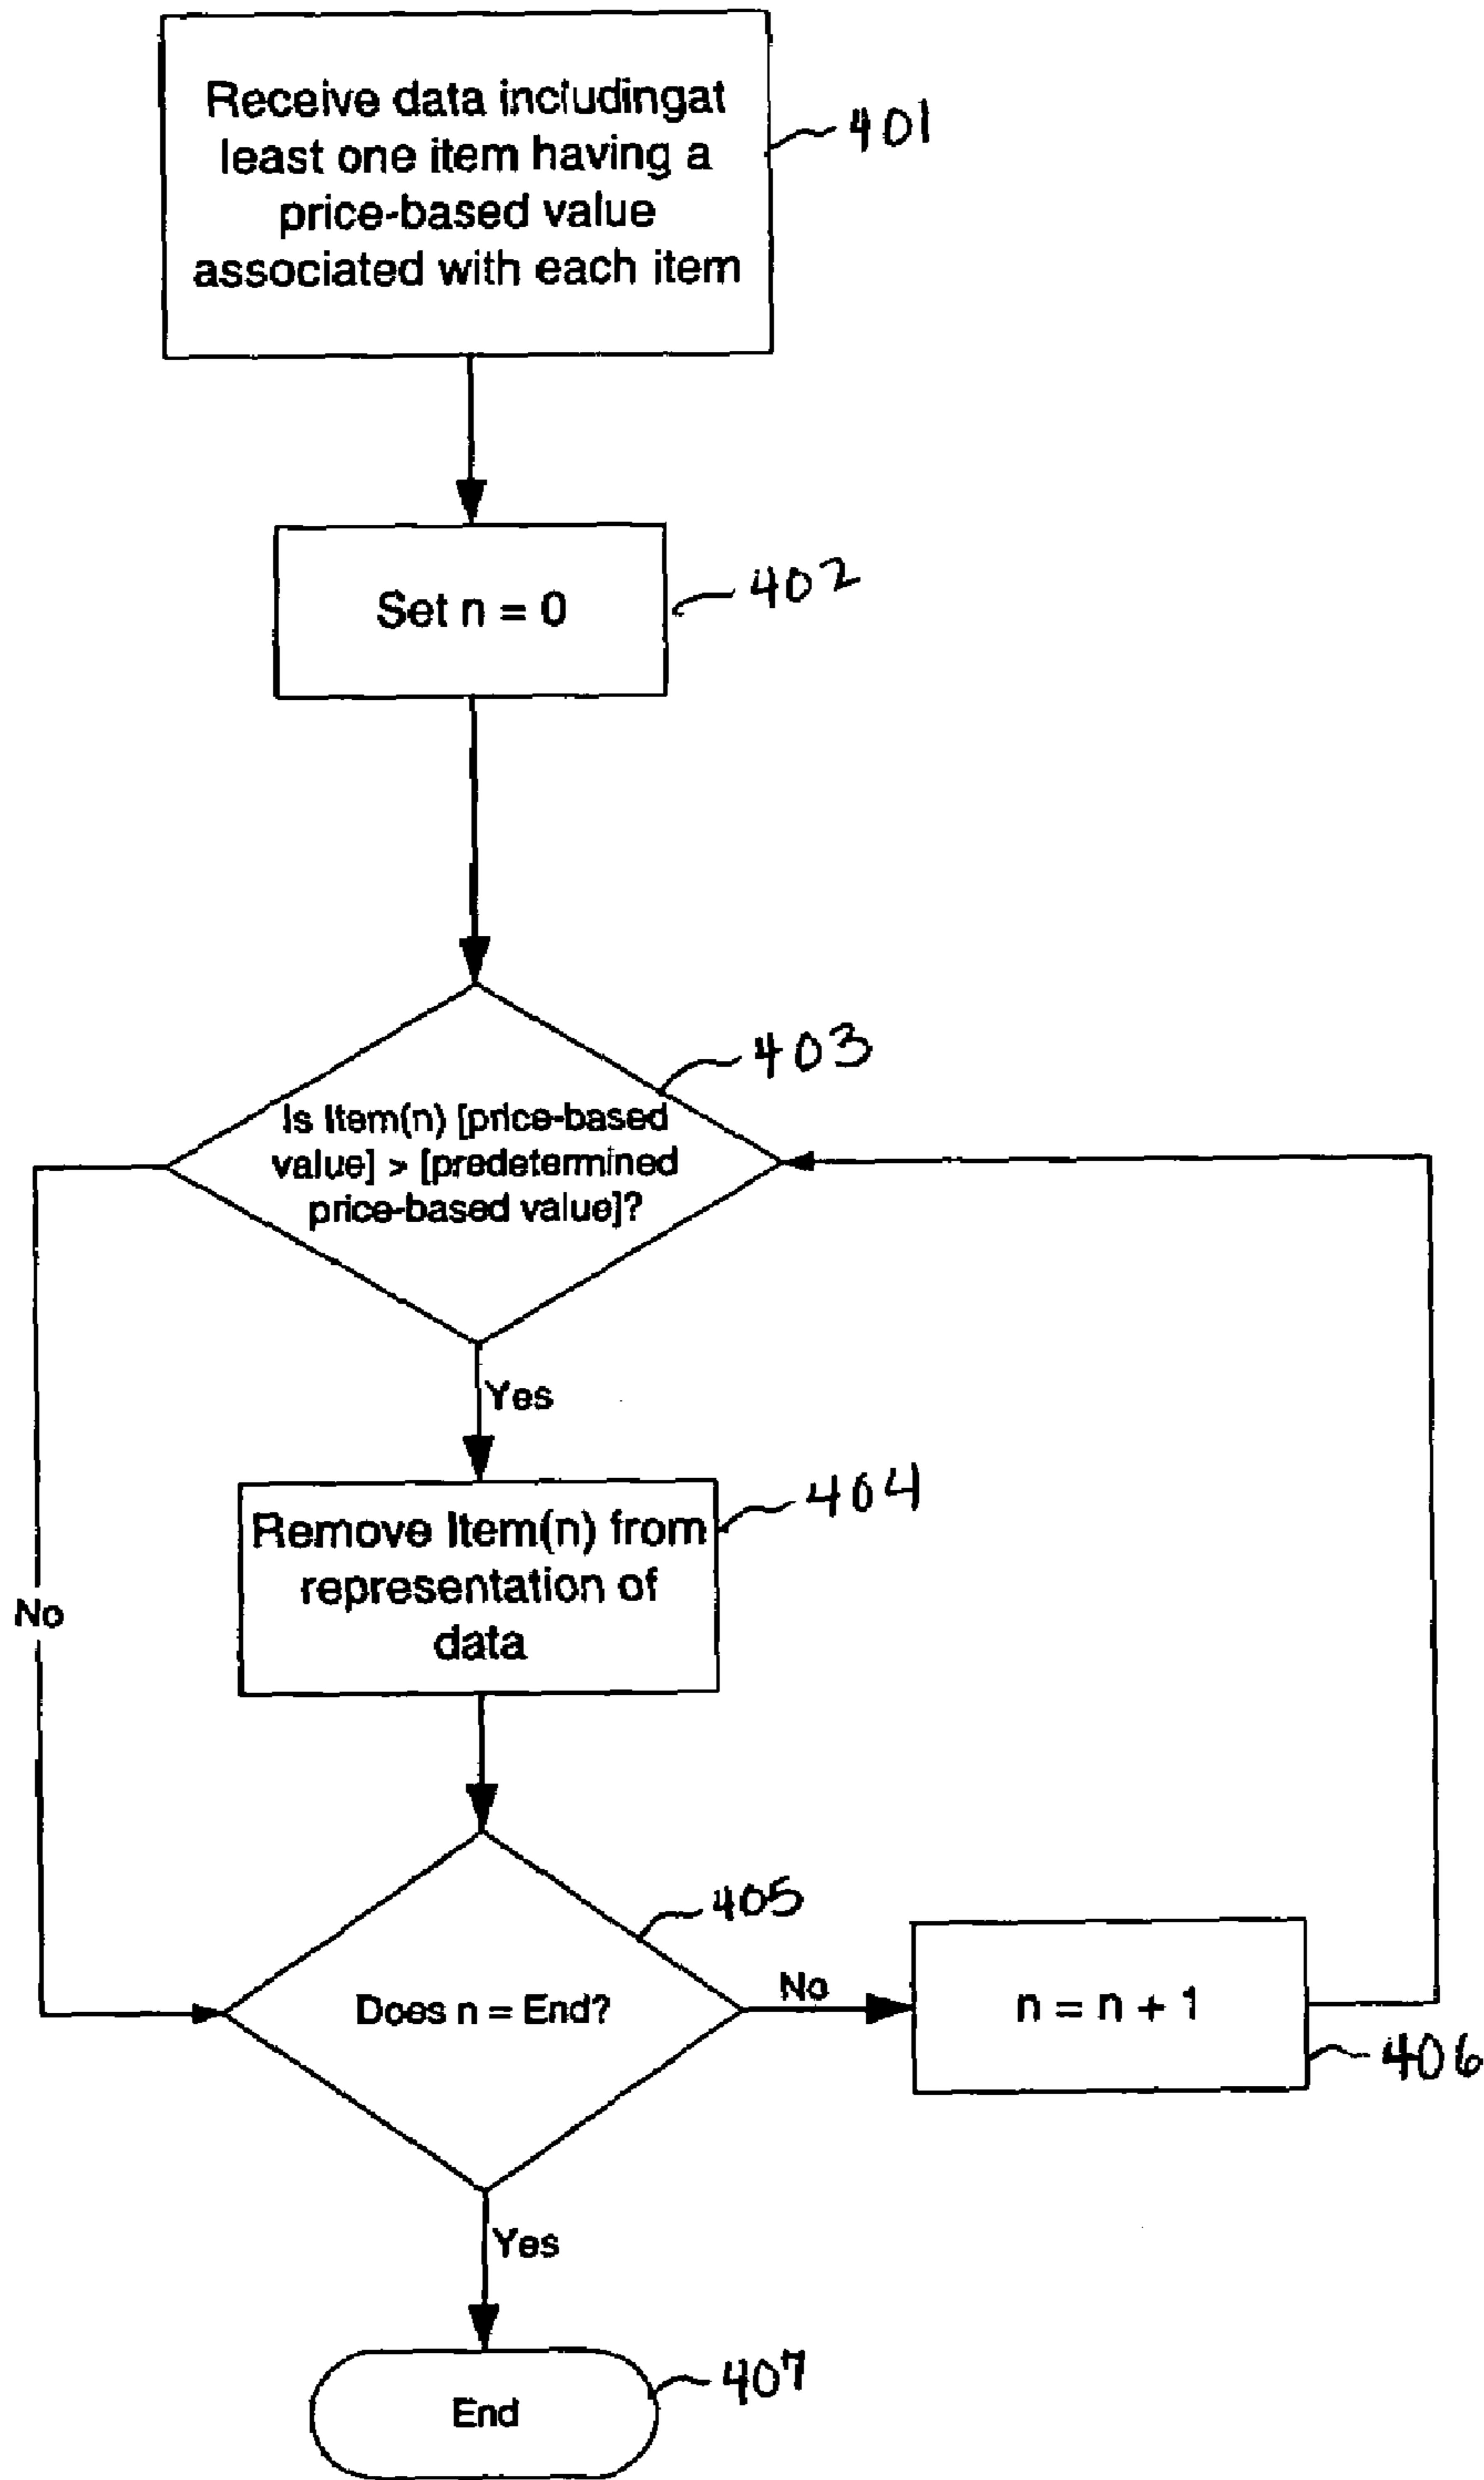 Receive data includingat
least one item having a
price-based value
associated with each item
401
Set n = 0
402
403
Is Item(n) [price-based
value] > [predetermined
price-based value]?
Yes
404
Remove Item(n) from
representation of
data
No
405
Does n = End?
No
n = n + 1
406
Yes
407
End